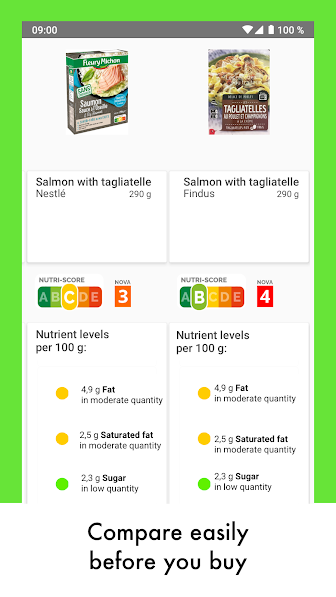 09:00
100 %
Fleury Michon
Saumon
TAGLIATELLES
AU POULET ET CHAMPIGNONS
Salmon with tagliatelle
Nestlé
290 g
Salmon with tagliatelle
Findus
290 g
NUTRI-SCORE
A B C D E
NOVA
3
NUTRI-SCORE
A B C D E
NOVA
4
Nutrient levels
per 100 g:
4,9 g Fat
in moderate quantity
2,5 g Saturated fat
in moderate quantity
2,3 g Sugar
in low quantity
Nutrient levels
per 100 g:
4,9 g Fat
in moderate quantity
2,5 g Saturated fat
in moderate quantity
2,3 g Sugar
in low quantity
Compare easily
before you buy